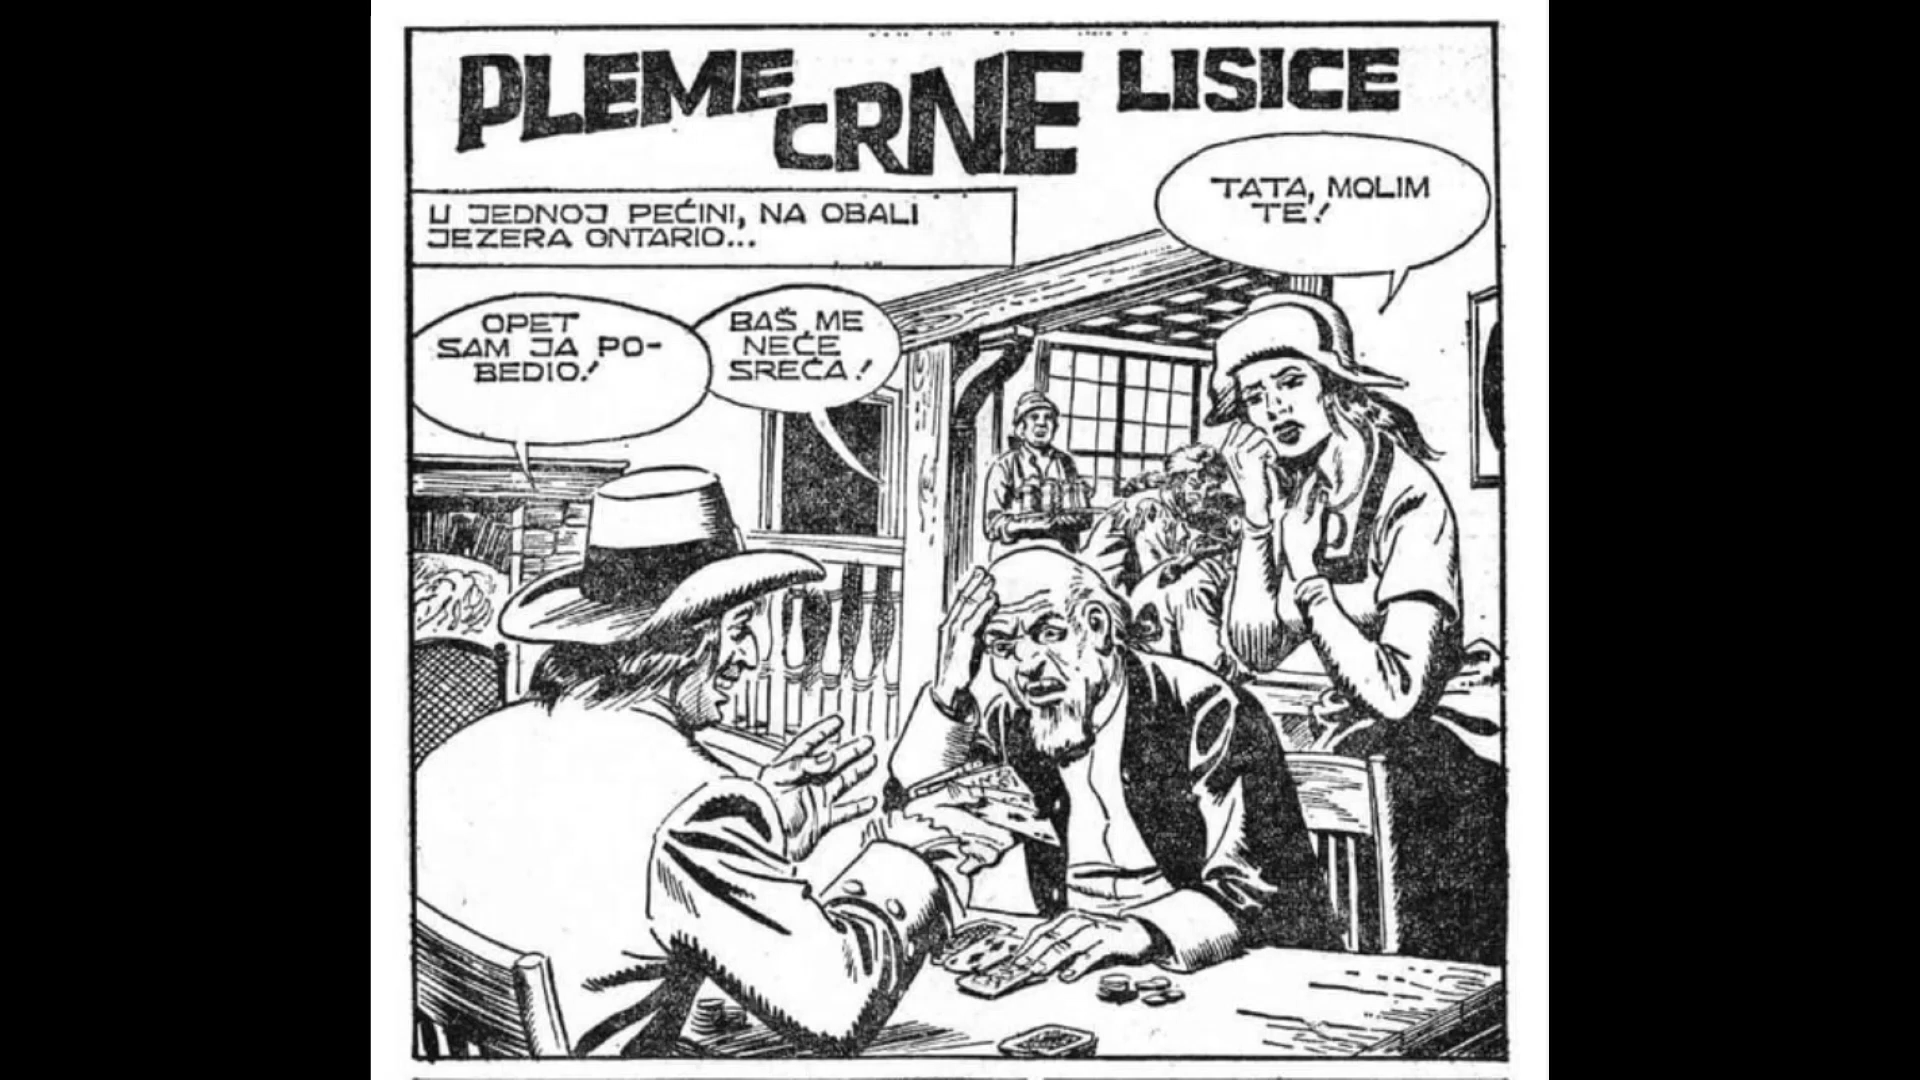 PLEME CRNE LISICE
U JEDNOJ PEĆINI, NA OBALI
JEZERA ONTARIO...
TATA, MOLIM
TE!
OPET
SAM JA PO-
BEDIO!
BAŠ ME
NEĆE
SREĆA!